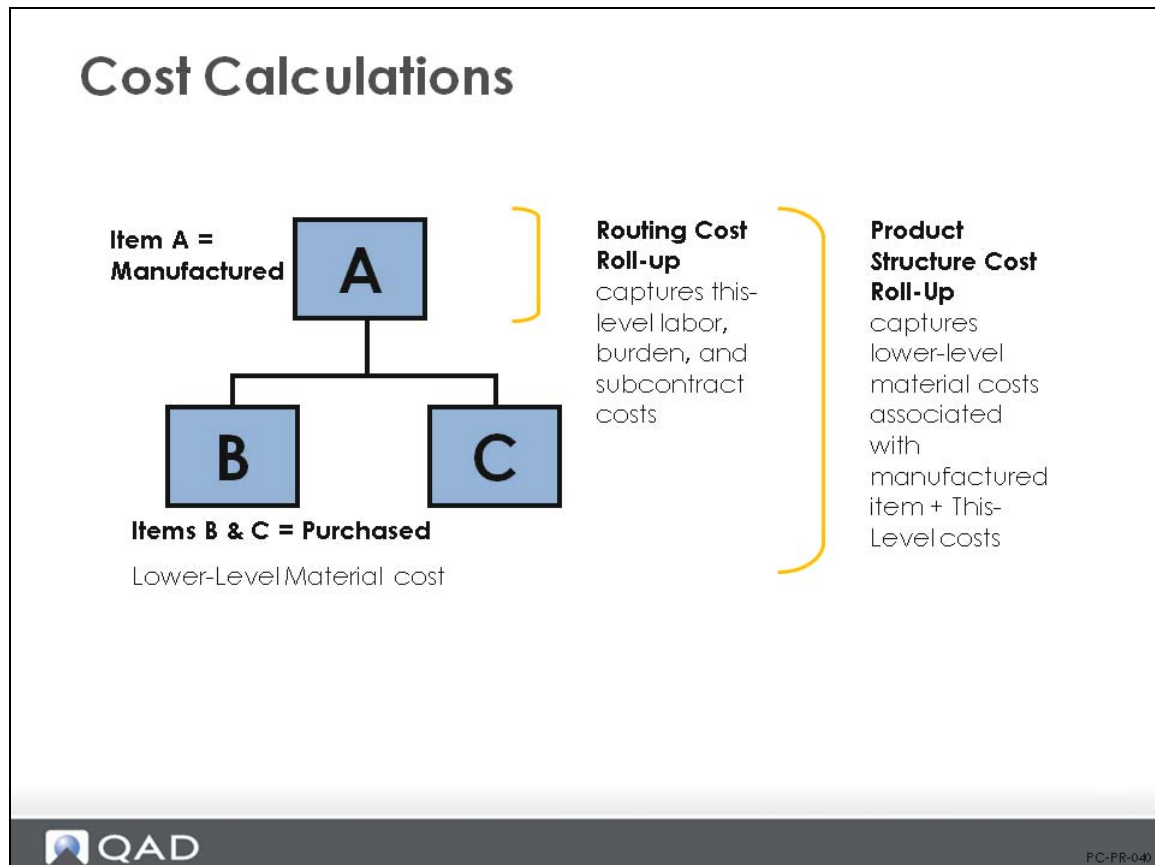 Cost Calculations
Item A =
Manufactured
A
B
C
Items B & C = Purchased
Lower-Level Material cost
Routing Cost
Roll-up
captures this-
level labor,
burden, and
subcontract
costs
Product
Structure Cost
Roll-Up
captures
lower-level
material costs
associated
with
manufactured
item + This-
Level costs
QAD
PC-PR-040